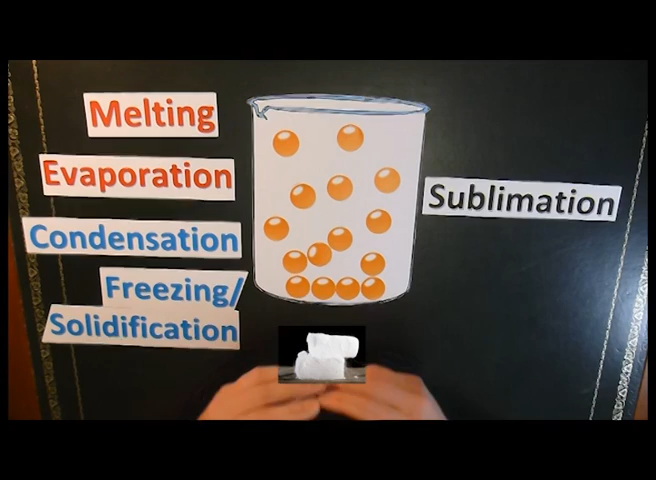 Melting
Evaporation
Condensation
Freezing/
Solidification
Sublimation